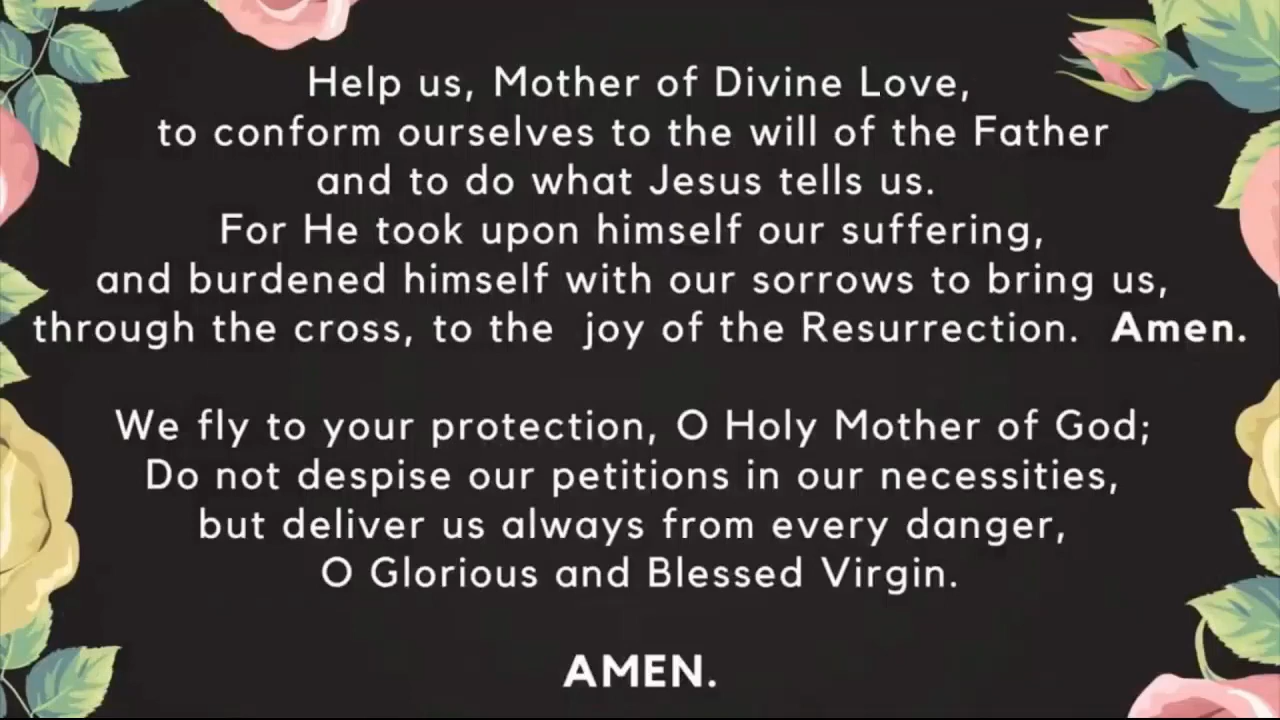 Help us, Mother of Divine Love,
to conform ourselves to the will of the Father
and to do what Jesus tells us.
For He took upon himself our suffering,
and burdened himself with our sorrows to bring us,
through the cross, to the  joy of the Resurrection.  Amen.
We fly to your protection, O Holy Mother of God;
Do not despise our petitions in our necessities,
but deliver us always from every danger,
O Glorious and Blessed Virgin.
AMEN.